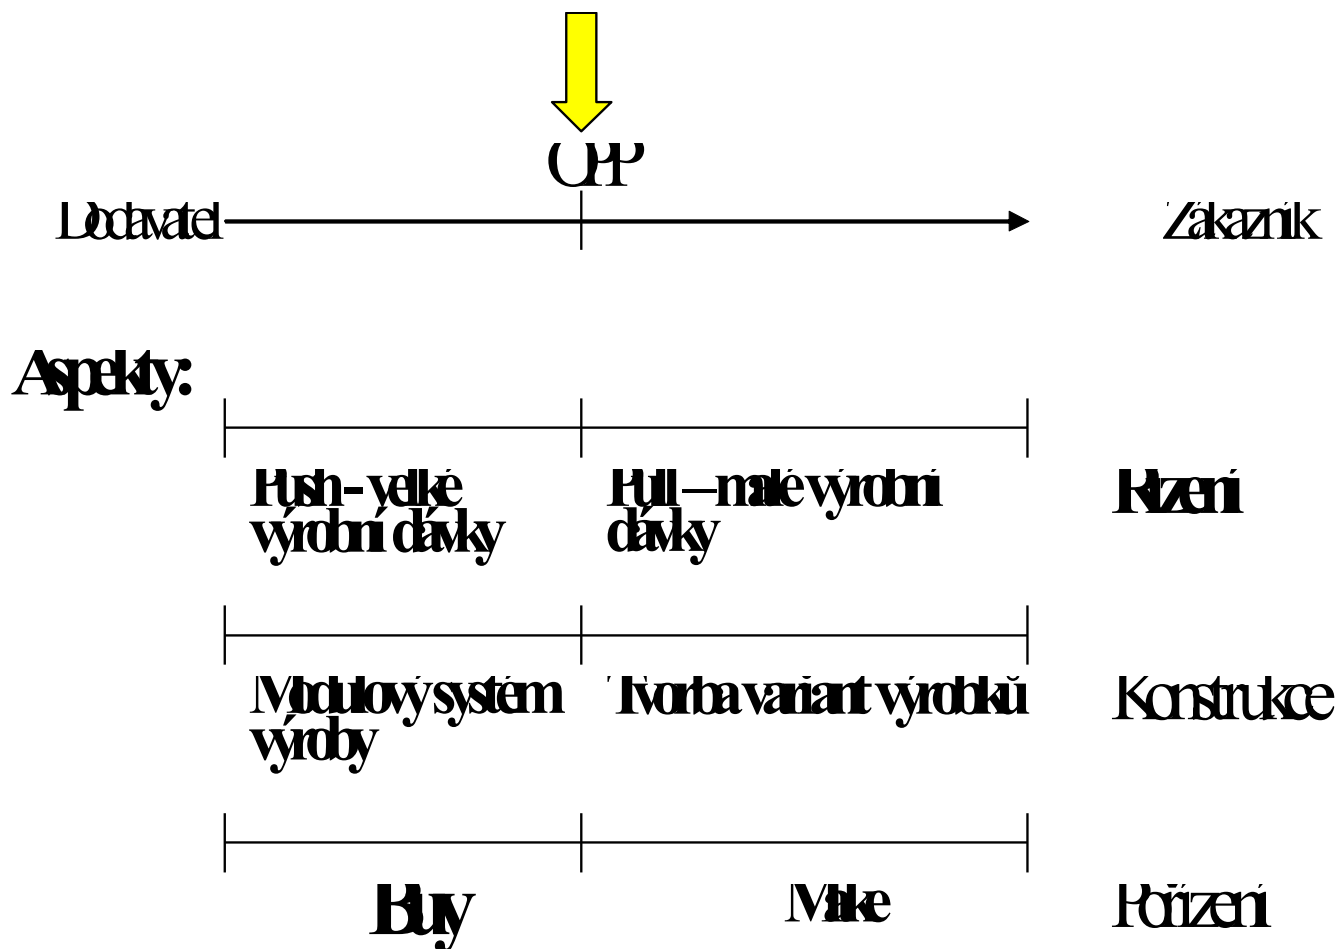 OPP
Dodavatel
Zákazník
Aspekty:
Push - velké
výrobní dávky
Pull – malé výrobní
dávky
Řízení
Modulový systém
výroby
Tvorba variant výrobků
Konstrukce
Buy
Make
Pořízení